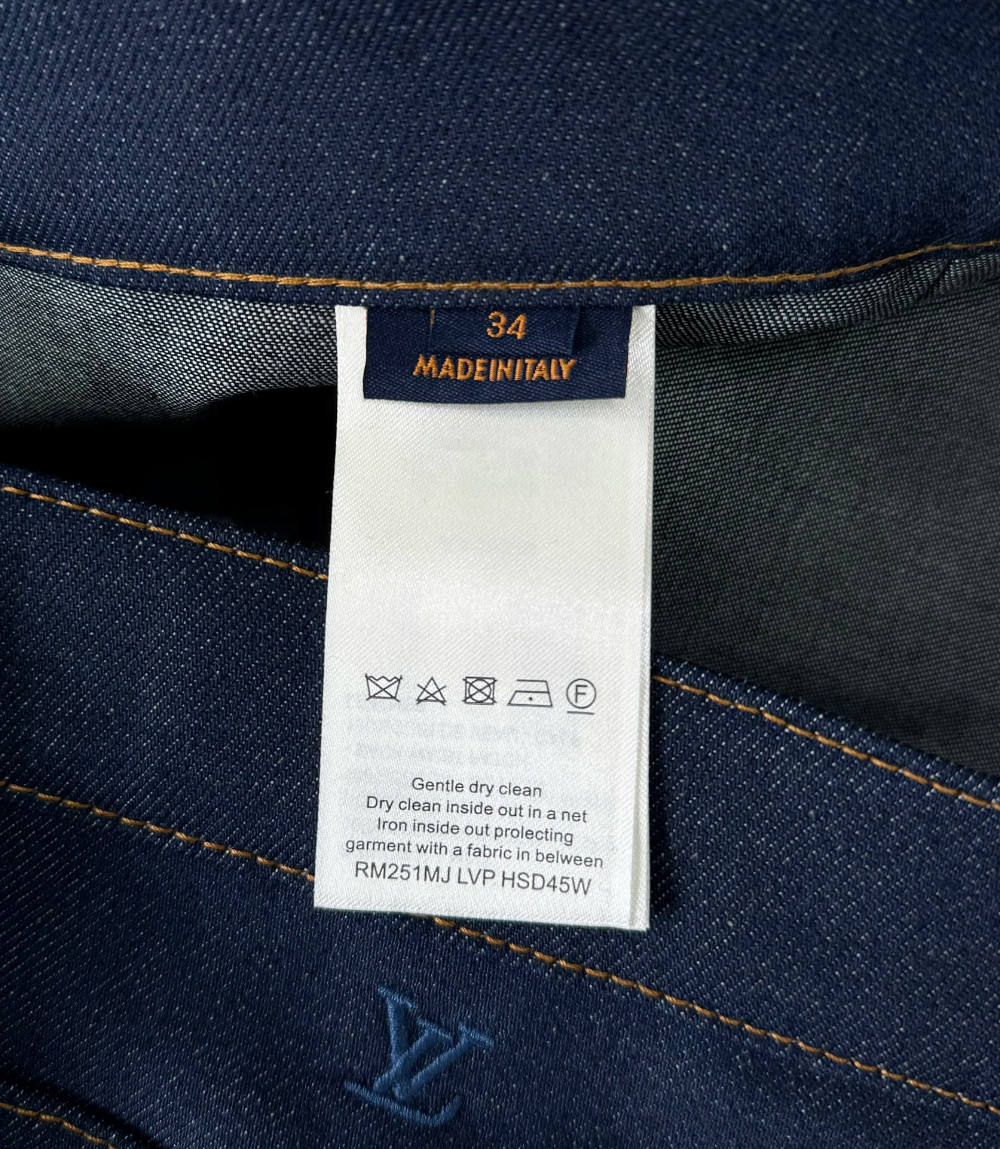 34
MADEINITALY
F
Gentle dry clean
Dry clean inside out in a net
Iron inside out prolecting
garment with a fabric in belween
RM251MJ LVP HSD45W
LV